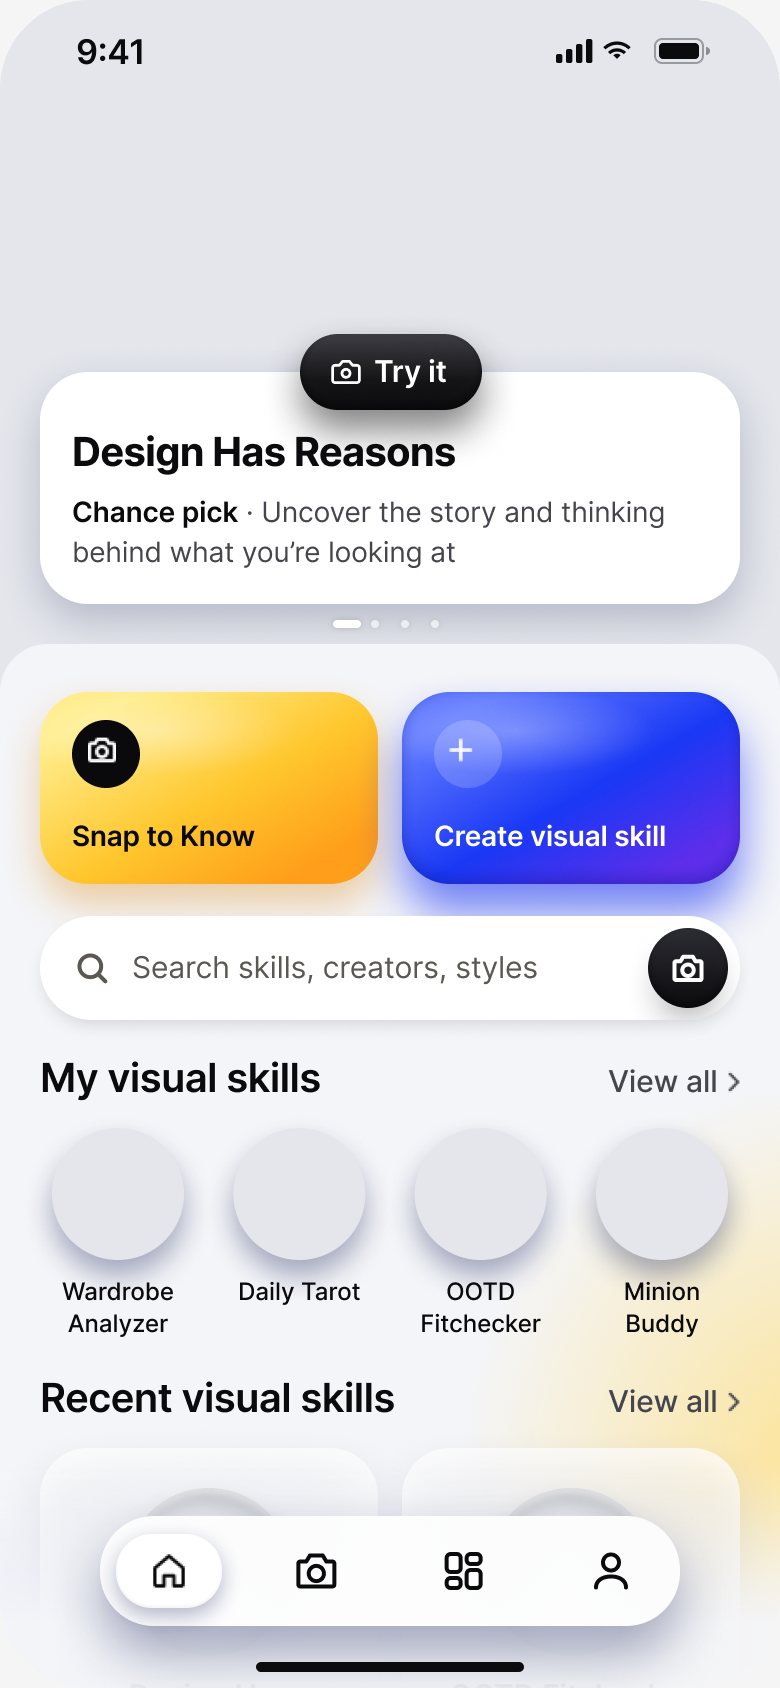 9:41
Try it
Design Has Reasons
Chance pick · Uncover the story and thinking
behind what you’re looking at
Snap to Know
Create visual skill
Search skills, creators, styles
My visual skills
View all
Wardrobe
Analyzer
Daily Tarot
OOTD
Fitchecker
Minion
Buddy
Recent visual skills
View all